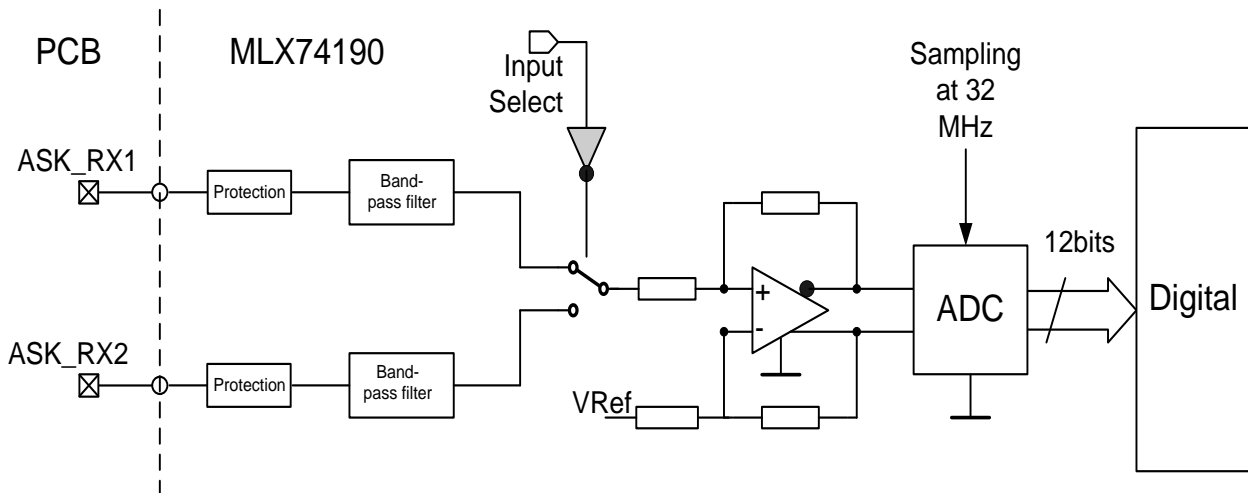 PCB
MLX74190
Input
Select
Sampling
at 32
MHz
ASK_RX1
Protection
Band-
pass filter
12bits
+
-
ADC
Digital
ASK_RX2
Protection
Band-
pass filter
VRef